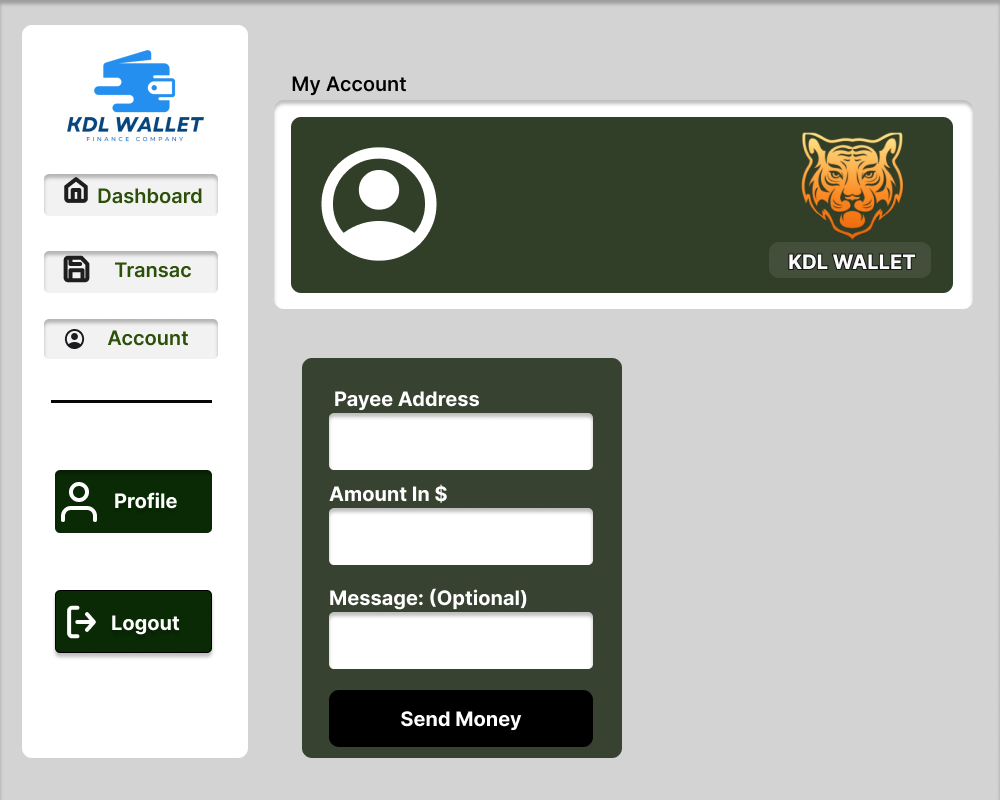 KDL WALLET
FINANCE COMPANY
Dashboard
Transac
Account
Profile
Logout
My Account
KDL WALLET
Payee Address
Amount In $
Message: (Optional)
Send Money